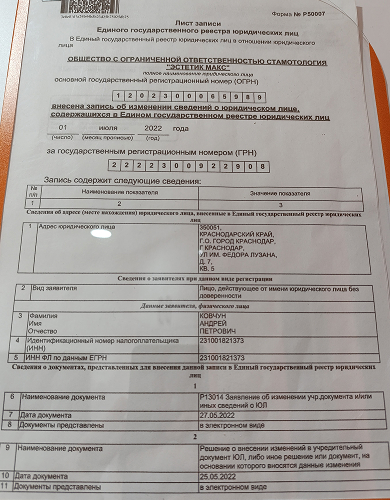 Форма № Р50007
Лист записи
Единого государственного реестра юридических лиц
В Единый государственный реестр юридических лиц в отношении юридического
лица
ОБЩЕСТВО С ОГРАНИЧЕННОЙ ОТВЕТСТВЕННОСТЬЮ СТАМОТОЛОГИЯ
"ЭСТЕТИК МАКС"
полное наименование юридического лица
основной государственный регистрационный номер (ОГРН)
1 2 0 2 3 0 0 0 6 5 9 8 9
внесена запись об изменении сведений о юридическом лице,
содержащихся в Едином государственном реестре юридических лиц
01 июля 2022 года
(число) (месяц прописью) (год)
за государственным регистрационным номером (ГРН)
2 2 2 2 3 0 0 9 2 2 9 0 8
Запись содержит следующие сведения:
№ п/п Наименование показателя Значение показателя
1 2 3
Сведения об адресе (месте нахождения) юридического лица, внесенные в Единый государственный реестр юридических
лиц
1 Адрес юридического лица 350051,
КРАСНОДАРСКИЙ КРАЙ,
Г.О. ГОРОД КРАСНОДАР,
Г.КРАСНОДАР,
УЛ ИМ. ФЕДОРА ЛУЗАНА,
Д. 7,
КВ. 5
Сведения о заявителях при данном виде регистрации
2 Вид заявителя Лицо, действующее от имени юридического лица без
доверенности
Данные заявителя, физического лица
3 Фамилия КОВЧУН
Имя АНДРЕЙ
Отчество ПЕТРОВИЧ
4 Идентификационный номер налогоплательщика 231001821373
(ИНН)
5 ИНН ФЛ по данным ЕГРН 231001821373
Сведения о документах, представленных для внесения данной записи в Единый государственный реестр юридических
лиц
1
6 Наименование документа Р13014 Заявление об изменении учр.документа и/или
иных сведений о ЮЛ
7 Дата документа 27.05.2022
8 Документы представлены в электронном виде
2
9 Наименование документа Решение о внесении изменений в учредительный
документ ЮЛ, либо иное решение или документ, на
основании которого вносятся данные изменения
10 Дата документа 25.05.2022
11 Документы представлены в электронном виде